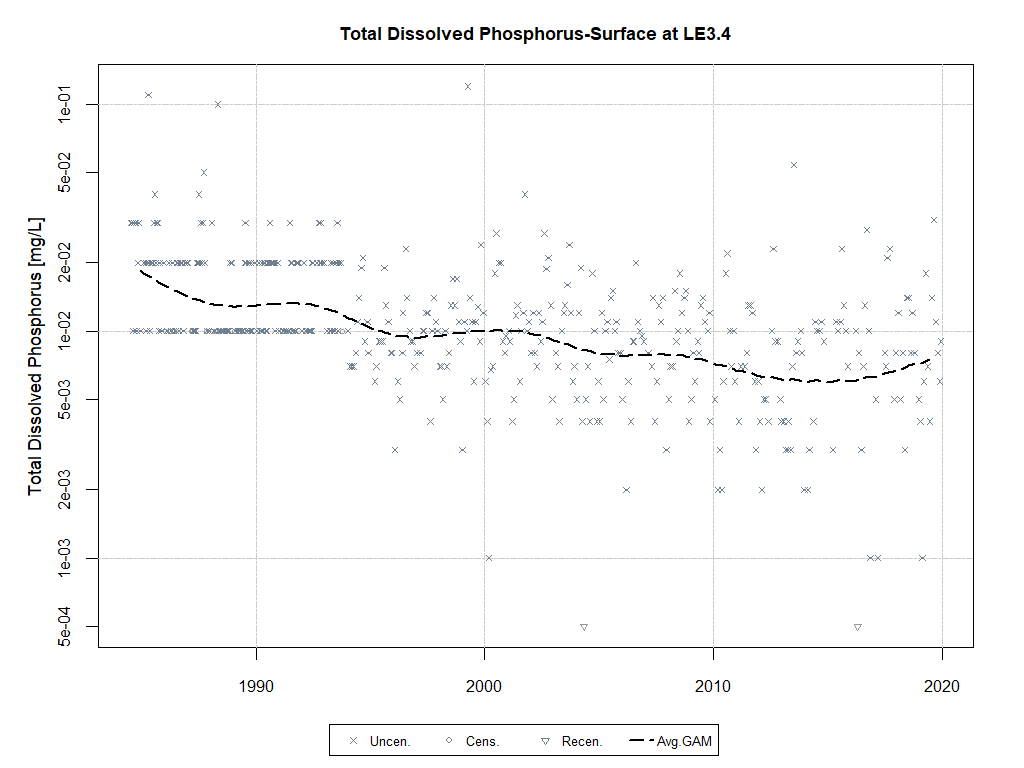 Total Dissolved Phosphorus-Surface at LE3.4
Total Dissolved Phosphorus [mg/L]
1e-01
5e-02
2e-02
1e-02
5e-03
2e-03
1e-03
5e-04
1990 2000 2010 2020
Uncen. Cens. Recen. Avg.GAM